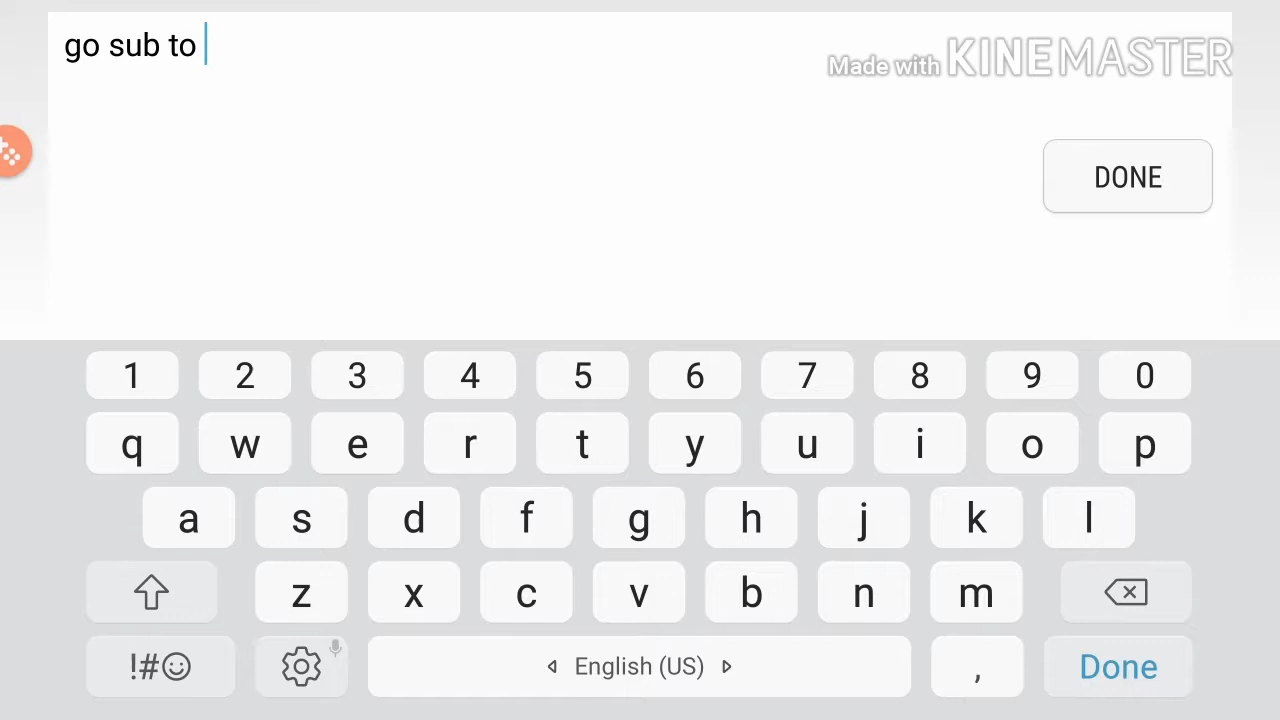 go sub to
Made with KINEMASTER
DONE
1 2 3 4 5 6 7 8 9 0
q w e r t y u i o p
a s d f g h j k l
z x c v b n m
!#☺ English (US) , Done